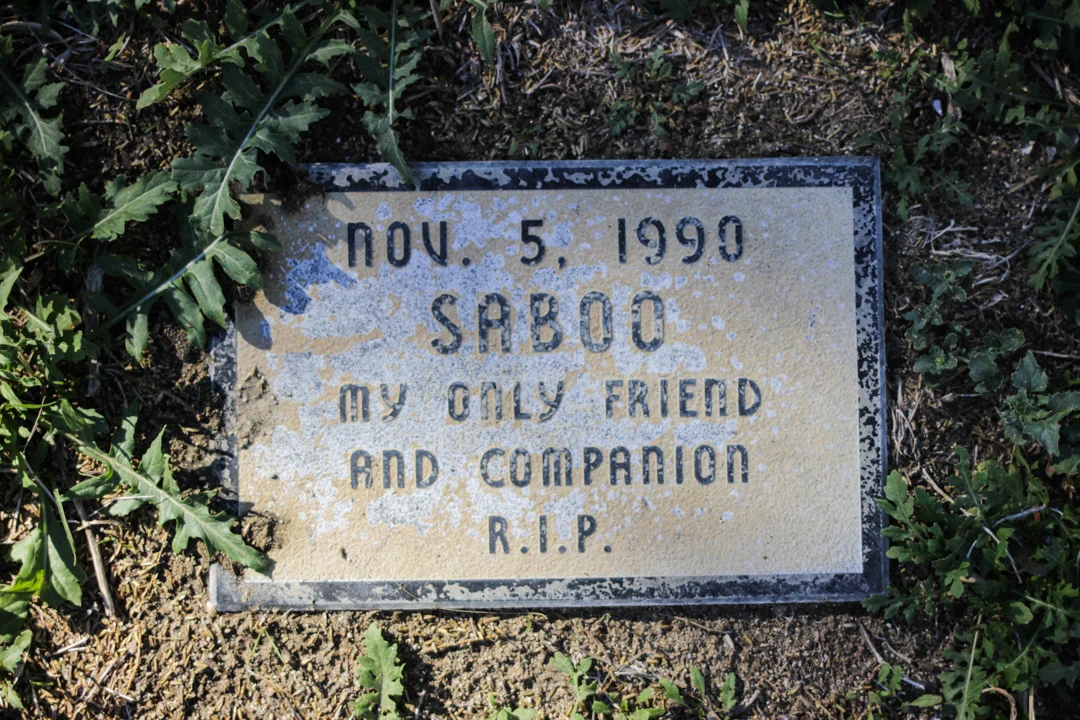 NOV. 5, 1990
SABOO
MY ONLY FRIEND
AND COMPANION
R.I.P.